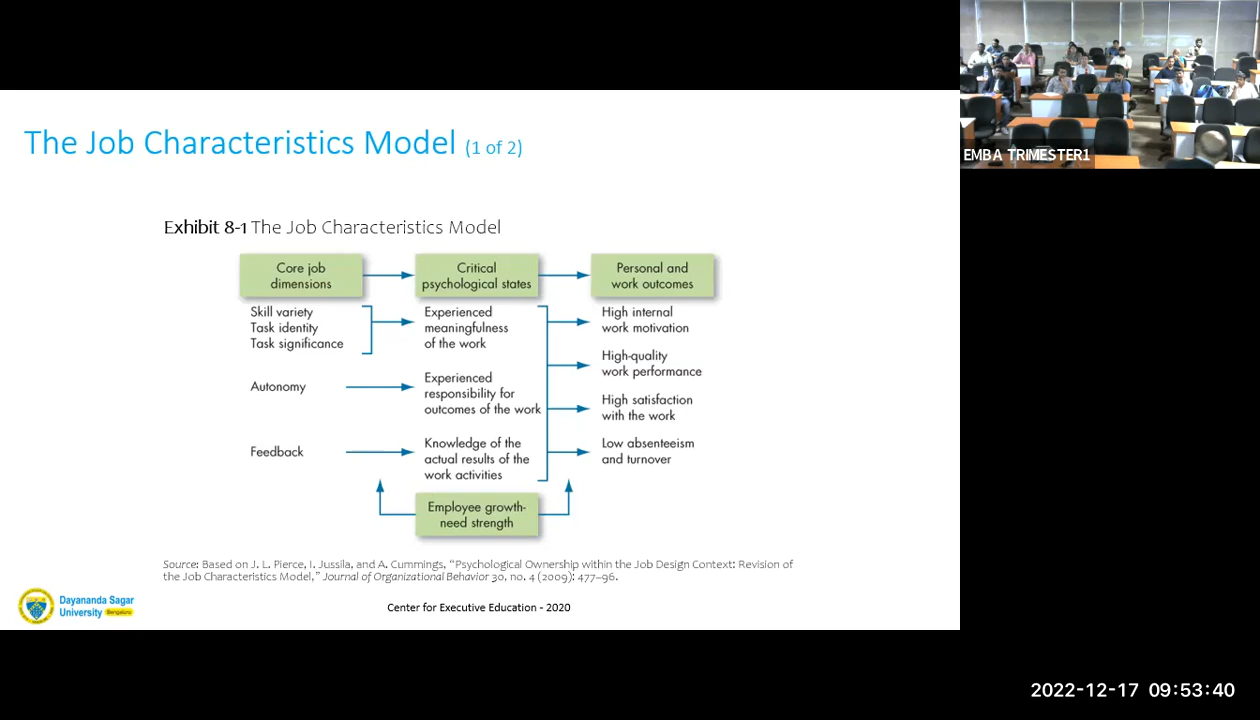 The Job Characteristics Model (1 of 2)
EMBA TRIMESTER1
Exhibit 8-1 The Job Characteristics Model
Core job
dimensions
Critical
psychological states
Personal and
work outcomes
Skill variety
Task identity
Task significance
Experienced
meaningfulness
of the work
High internal
work motivation
High-quality
work performance
Autonomy
Experienced
responsibility for
outcomes of the work
High satisfaction
with the work
Feedback
Knowledge of the
actual results of the
work activities
Low absenteeism
and turnover
Employee growth-
need strength
Source: Based on J. L. Pierce, I. Jussila, and A. Cummings, “Psychological Ownership within the Job Design Context: Revision of
the Job Characteristics Model,” Journal of Organizational Behavior 30, no. 4 (2009): 477–96.
Dayananda Sagar
University Bengaluru
Center for Executive Education - 2020
2022-12-17 09:53:40